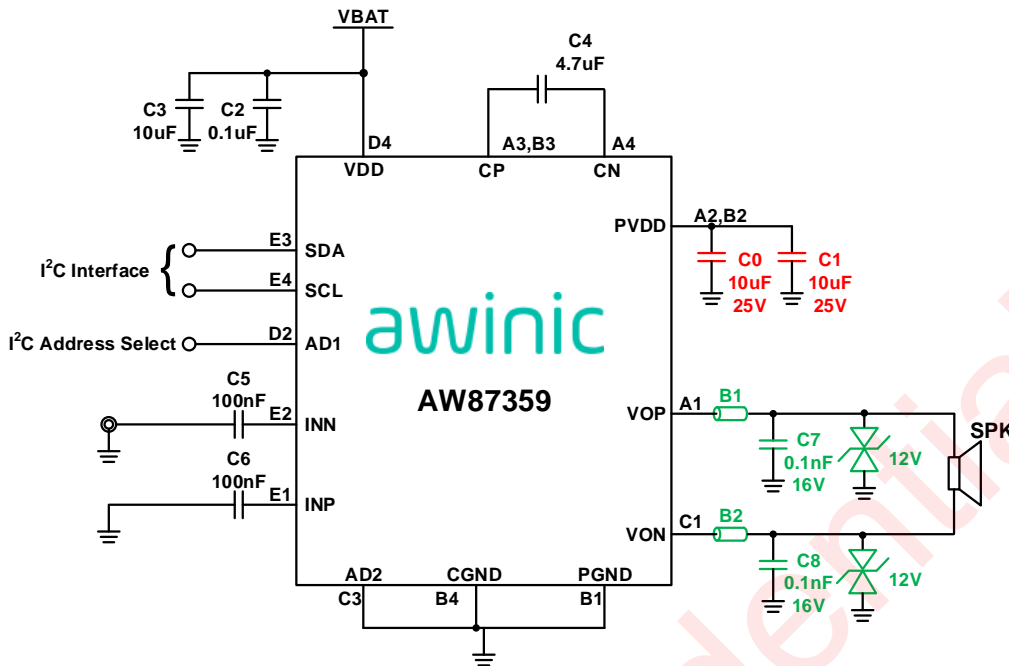 VBAT
C4
4.7uF
C3
10uF
C2
0.1uF
D4
A3,B3
A4
VDD
CP
CN
PVDD
A2,B2
C0
10uF
25V
C1
10uF
25V
I²C Interface
E3
SDA
E4
SCL
I²C Address Select
D2
AD1
awinic
AW87359
C5
100nF
E2
INN
C6
100nF
E1
INP
VOP
A1
B1
C7
0.1nF
16V
12V
SPK
VON
C1
B2
C8
0.1nF
16V
12V
AD2
CGND
PGND
C3
B4
B1